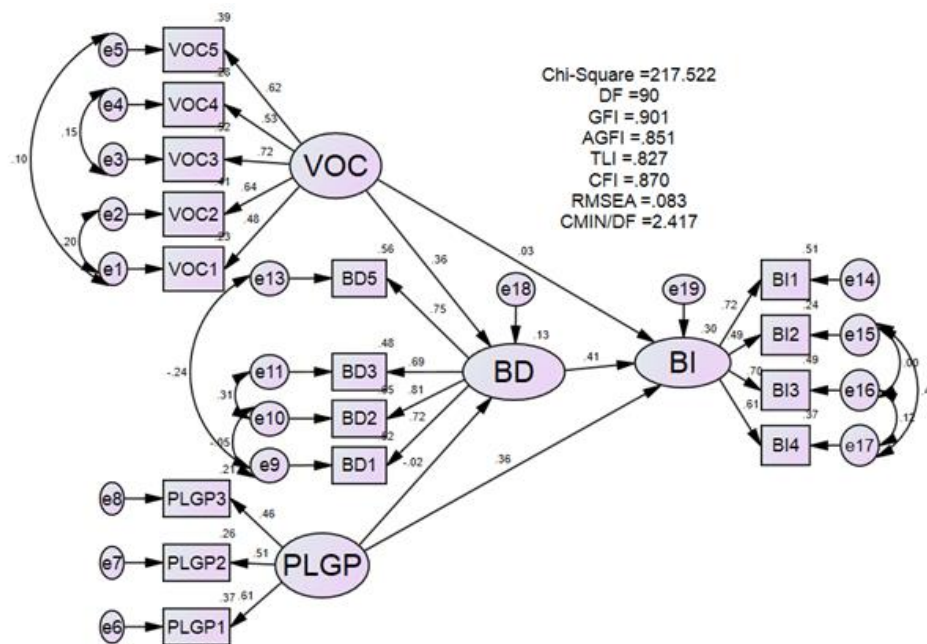 .39
e5 VOC5
.62
e4 VOC4
.53
.15
e3 VOC3
.72
.10
VOC
e2 VOC2
.64
.20
.48
.23
e1 VOC1
Chi-Square =217.522
DF =90
GFI =.901
AGFI =.851
TLI =.827
CFI =.870
RMSEA =.083
CMIN/DF =2.417
.36
.03
.56
e13 BD5
.75
e18
.13
e19
.30
BD
.41
BI
.48
e11 BD3
.69
-.24
.31
e10 BD2
.81
.72
-.05
e9 BD1
-.02
.36
.51
BI1 e14
.72
.24
BI2 e15
.49
.49
BI3 e16
.70
.00
.61
.37
BI4 e17
.12
.21
e8 PLGP3
.46
.26
e7 PLGP2
.51
PLGP
.37
.61
e6 PLGP1